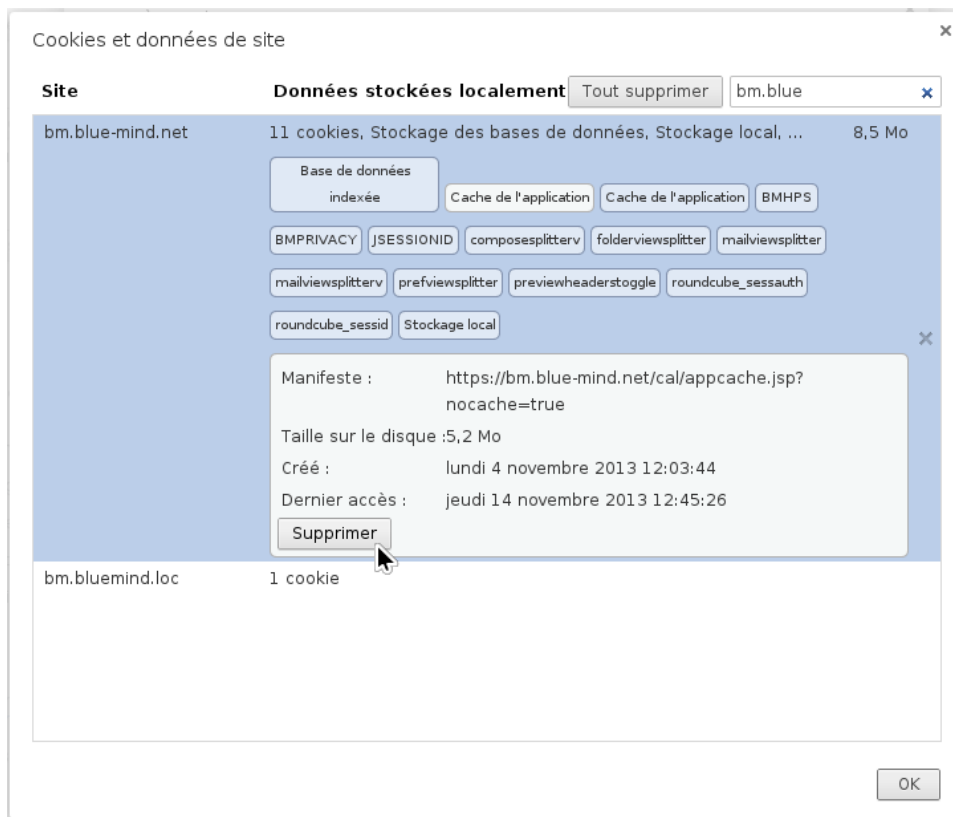 Cookies et données de site
Site Données stockées localement Tout supprimer bm.blue
bm.blue-mind.net 11 cookies, Stockage des bases de données, Stockage local, ... 8,5 Mo
Base de données
indexée Cache de l'application Cache de l'application BMHPS
BMPRIVACY JSESSIONID composesplitterv folderviewsplitter mailviewsplitter
mailviewsplitterv prefviewsplitter previewheaderstoggle roundcube_sessauth
roundcube_sessid Stockage local
Manifeste : https://bm.blue-mind.net/cal/appcache.jsp?
nocache=true
Taille sur le disque :5,2 Mo
Créé : lundi 4 novembre 2013 12:03:44
Dernier accès : jeudi 14 novembre 2013 12:45:26
Supprimer
bm.bluemind.loc 1 cookie
OK